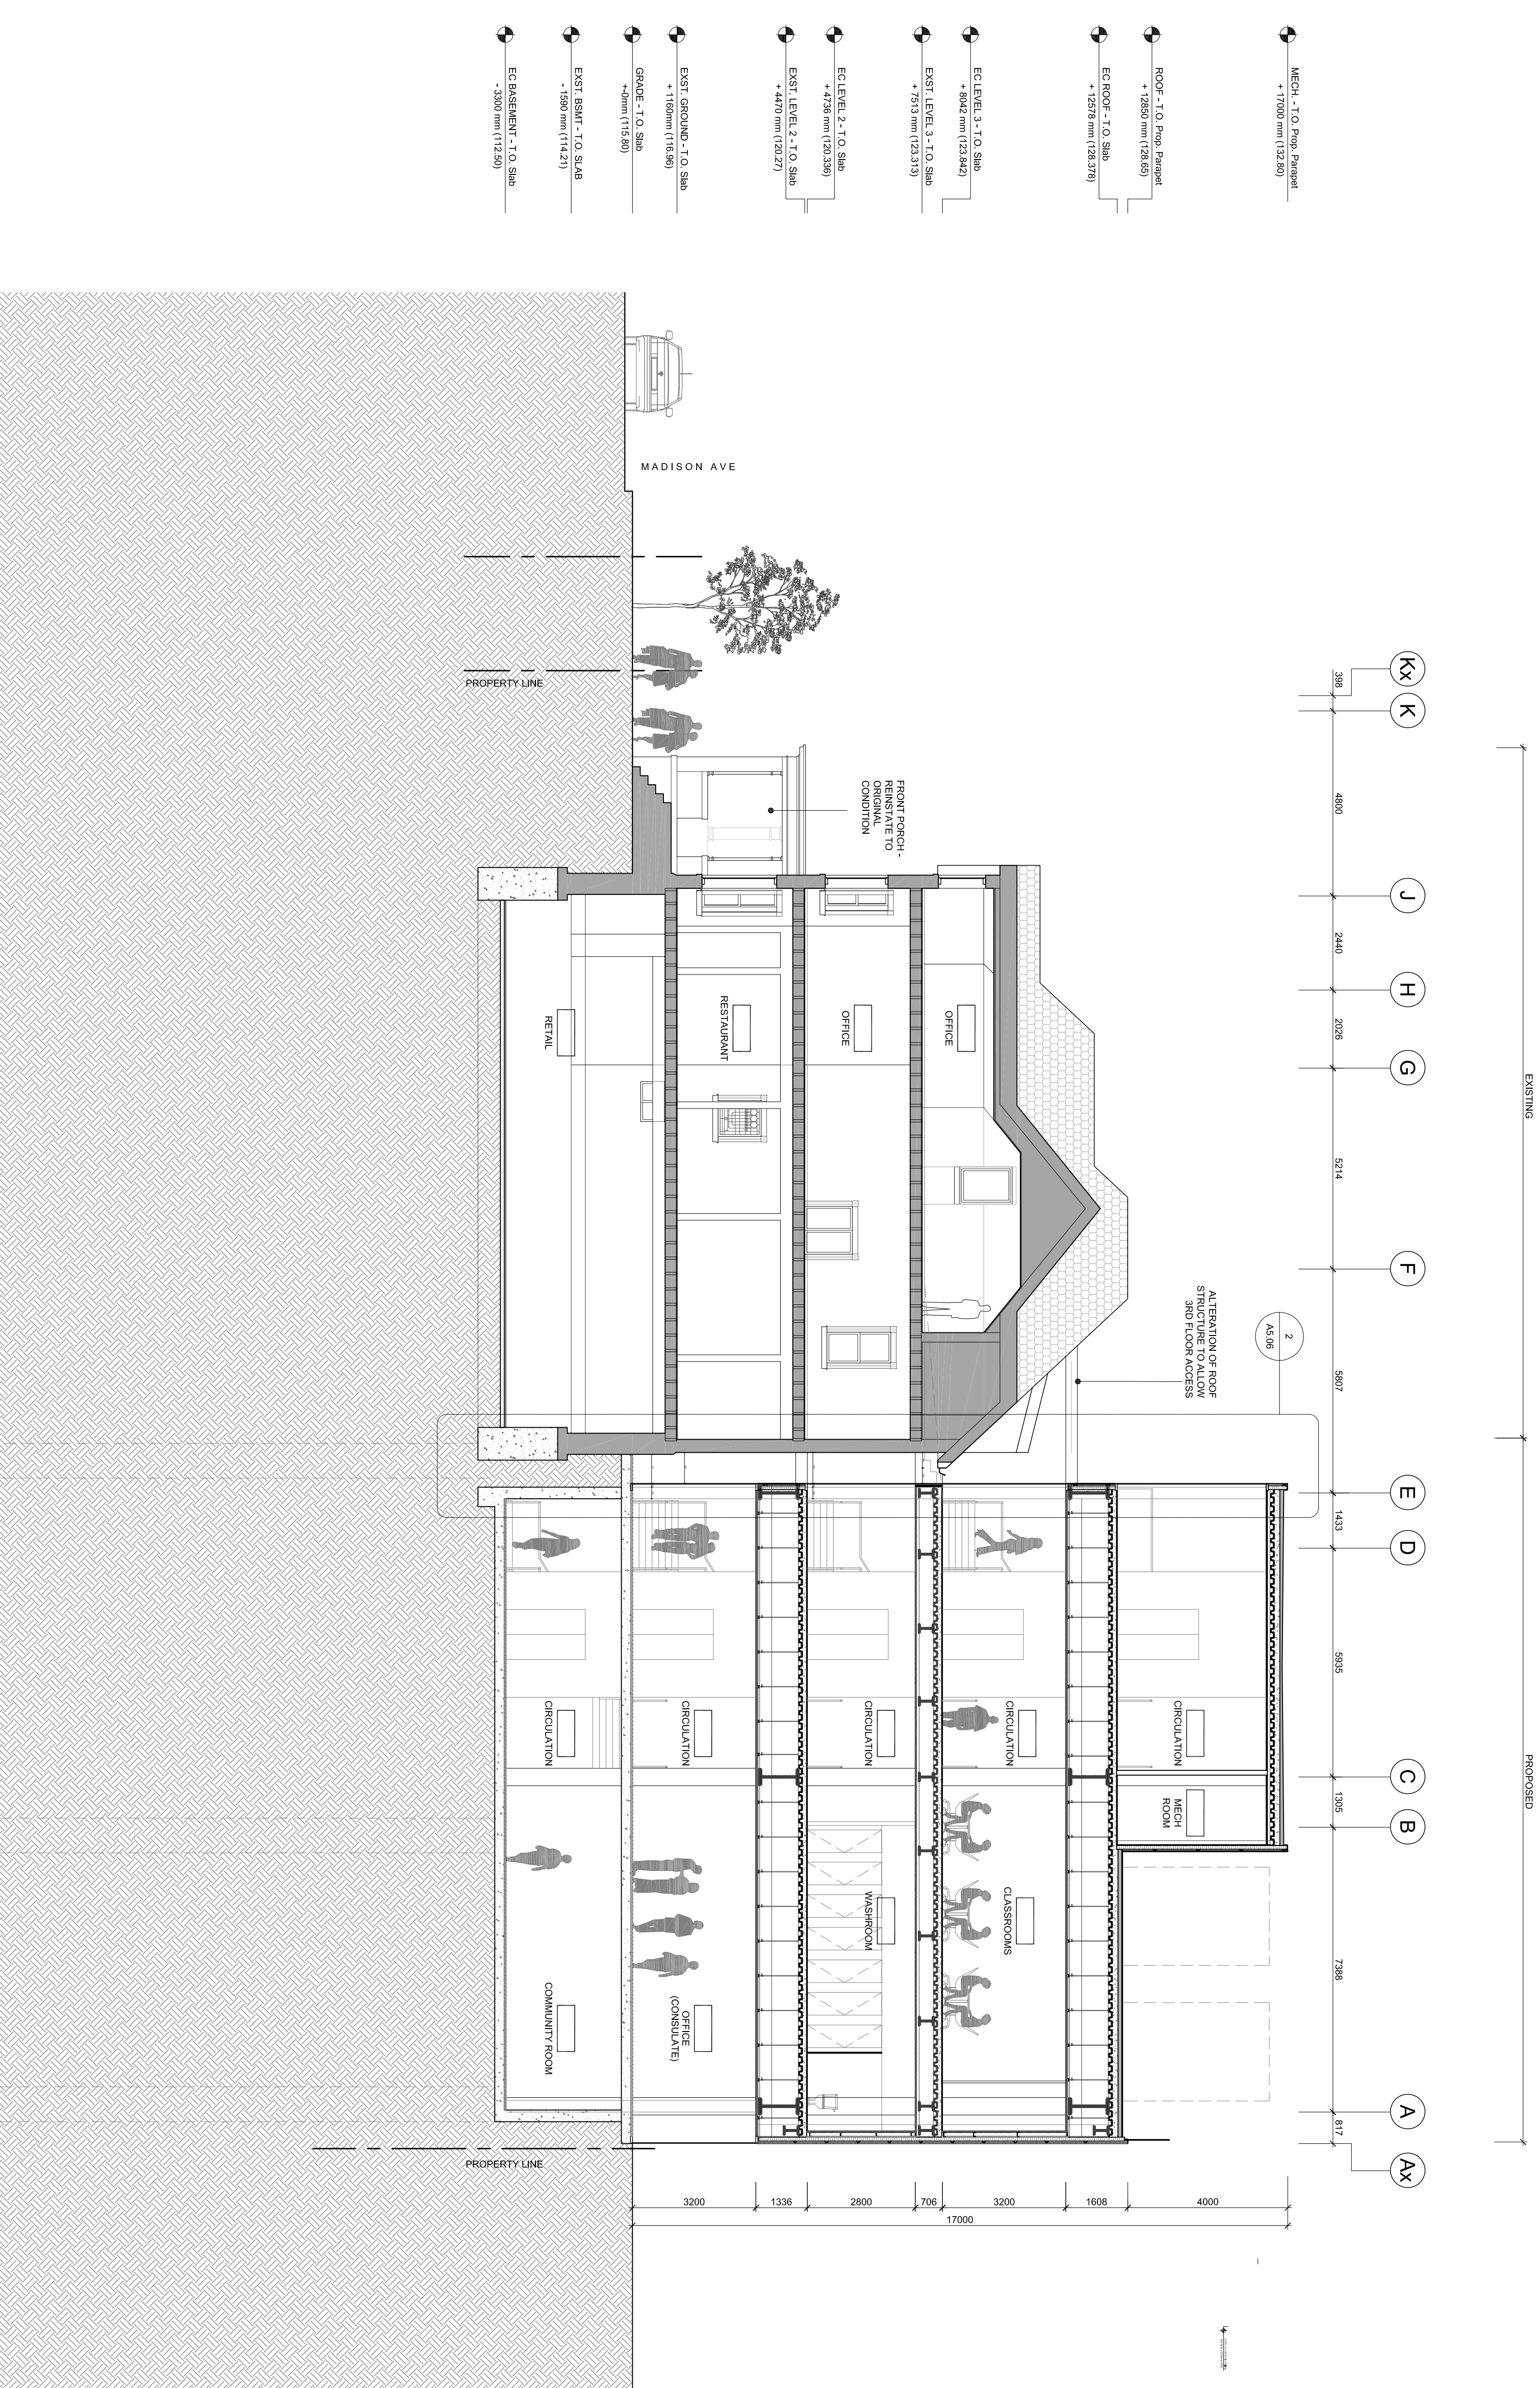 EXISTING
PROPOSED
Kx
K
J
H
G
F
E
D
C
B
A
Ax
398
4800
2440
2026
5214
5807
1433
5935
1305
7388
817
MECH. - T.O. Prop. Parapet
+ 17000 mm (132.80)
ROOF - T.O. Prop. Parapet
+ 12850 mm (128.65)
EC ROOF - T.O. Slab
+ 12578 mm (128.378)
EC LEVEL 3 - T.O. Slab
+ 8042 mm (123.842)
EXST. LEVEL 3 - T.O. Slab
+ 7513 mm (123.313)
EC LEVEL 2 - T.O. Slab
+ 4736 mm (120.336)
EXST. LEVEL 2 - T.O. Slab
+ 4470 mm (120.27)
EXST. GROUND - T.O. Slab
+ 1160mm (116.96)
GRADE - T.O. Slab
+-0mm (115.80)
EXST. BSMT - T.O. SLAB
- 1590 mm (114.21)
EC BASEMENT - T.O. Slab
- 3300 mm (112.50)
MADISON AVE
PROPERTY LINE
FRONT PORCH -
REINSTATE TO
ORIGINAL
CONDITION
ALTERATION OF ROOF
STRUCTURE TO ALLOW
3RD FLOOR ACCESS
2
A5.06
OFFICE
OFFICE
RESTAURANT
RETAIL
CIRCULATION
MECH
ROOM
CIRCULATION
CLASSROOMS
CIRCULATION
WASHROOM
CIRCULATION
OFFICE
(CONSULATE)
CIRCULATION
COMMUNITY ROOM
PROPERTY LINE
4000
1608
3200
706
2800
1336
3200
17000